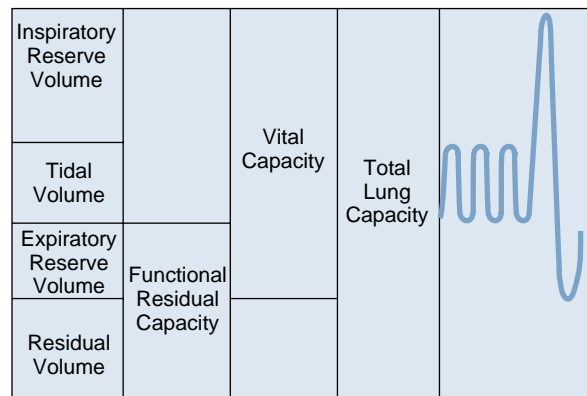 Inspiratory
Reserve
Volume
Tidal
Volume
Expiratory
Reserve
Volume
Residual
Volume
Functional
Residual
Capacity
Vital
Capacity
Total
Lung
Capacity